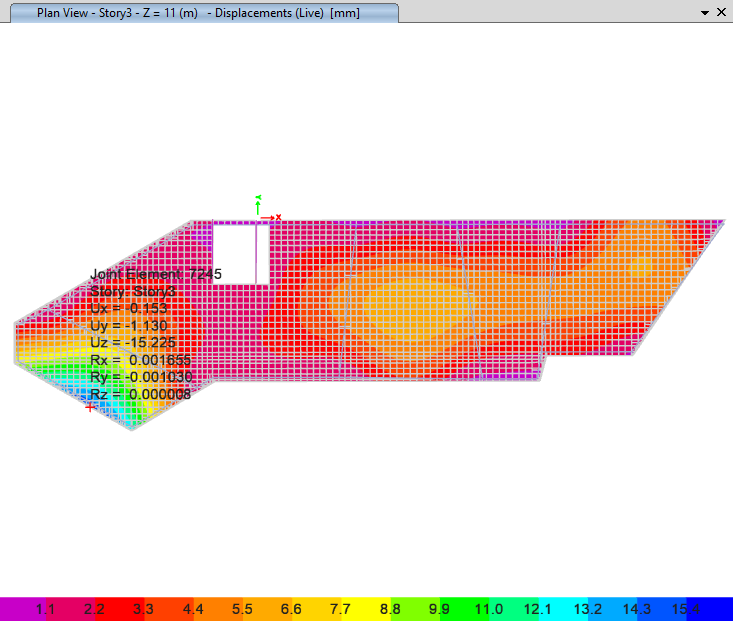 Plan View - Story3 - Z = 11 (m) - Displacements (Live) [mm]
Y
X
Joint Element: 7245
Story: Story3
Ux = -0.153
Uy = -1.130
Uz = -15.225
Rx = 0.001655
Ry = -0.001030
Rz = 0.000008
1.1 2.2 3.3 4.4 5.5 6.6 7.7 8.8 9.9 11.0 12.1 13.2 14.3 15.4